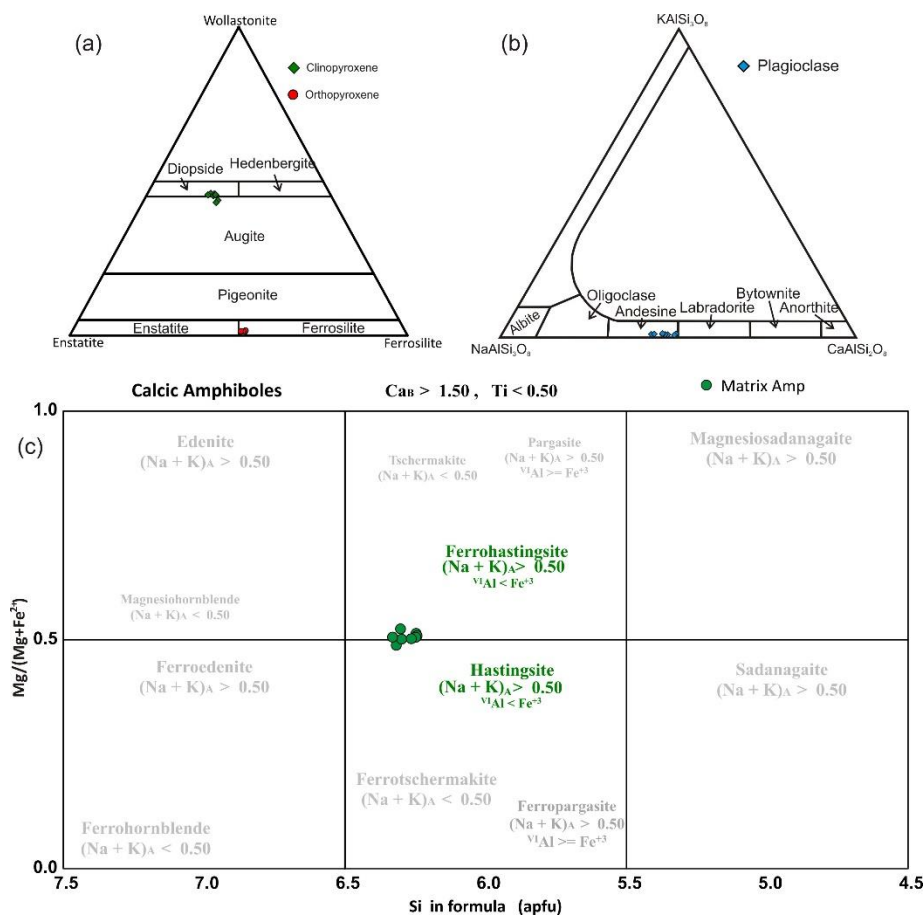 (a)
Wollastonite
Clinopyroxene
Orthopyroxene
Diopside
Hedenbergite
Augite
Pigeonite
Enstatite
Ferrosilite
Enstatite
Ferrosilite
(b)
KAlSi₃O₈
Plagioclase
Albite
Oligoclase
Andesine
Labradorite
Bytownite
Anorthite
NaAlSi₃O₈
CaAlSi₂O₈
Calcic Amphiboles
CaB > 1.50 , Ti < 0.50
Matrix Amp
(c)
Mg/(Mg+Fe²⁺)
1.0
0.5
0.0
Edenite
(Na + K)A > 0.50
Tschermakite
(Na + K)A < 0.50
Pargasite
(Na + K)A > 0.50
VIAl >= Fe+3
Magnesiosadanagaite
(Na + K)A > 0.50
Ferrohastingsite
(Na + K)A> 0.50
VIAl < Fe+3
Magnesiohornblende
(Na + K)A < 0.50
Ferroedenite
(Na + K)A > 0.50
Hastingsite
(Na + K)A> 0.50
VIAl < Fe+3
Sadanagaite
(Na + K)A > 0.50
Ferrotschermakite
(Na + K)A < 0.50
Ferropargasite
(Na + K)A > 0.50
VIAl >= Fe+3
Ferrohornblende
(Na + K)A < 0.50
7.5 7.0 6.5 6.0 5.5 5.0 4.5
Si in formula (apfu)